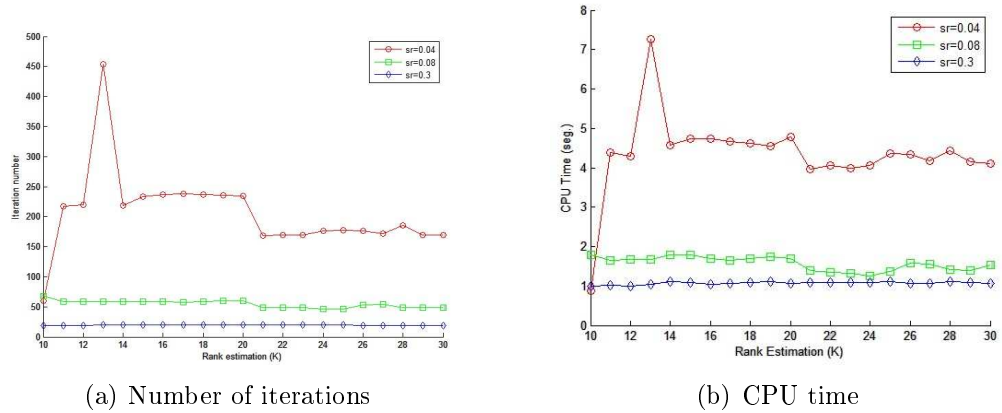 500
450
400
350
300
250
200
150
100
50
0
Iteration number
sr=0.04
sr=0.08
sr=0.3
10 12 14 16 18 20 22 24 26 28 30
Rank estimation (K)
(a) Number of iterations
8
7
6
5
4
3
2
1
0
CPU Time (seg.)
sr=0.04
sr=0.08
sr=0.3
10 12 14 16 18 20 22 24 26 28 30
Rank Estimation (K)
(b) CPU time